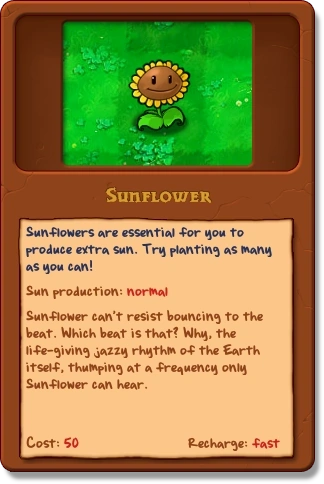 Sunflower
Sunflowers are essential for you to
produce extra sun. Try planting as many
as you can!
Sun production: normal
Sunflower can't resist bouncing to the
beat. Which beat is that? Why, the
life-giving jazzy rhythm of the Earth
itself, thumping at a frequency only
Sunflower can hear.
Cost: 50 Recharge: fast